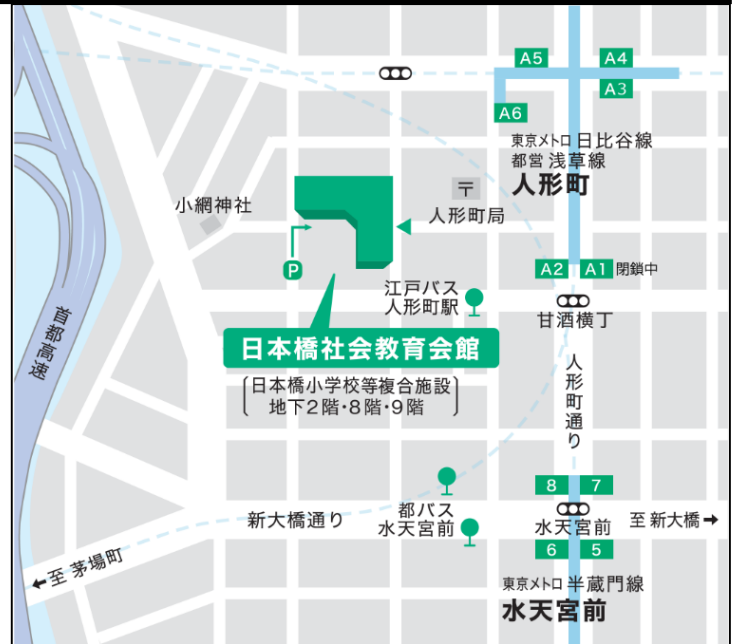 A5
A4
A3
A6
東京メトロ 日比谷線
都営 浅草線
人形町
〒
人形町局
小網神社
P
A2
A1 閉鎖中
江戸バス
人形町駅
甘酒横丁
首都高速
日本橋社会教育会館
日本橋小学校等複合施設
地下2階・8階・9階
人形町通り
8
7
都バス
水天宮前
新大橋通り
水天宮前
至 新大橋→
6
5
←至 茅場町
東京メトロ 半蔵門線
水天宮前